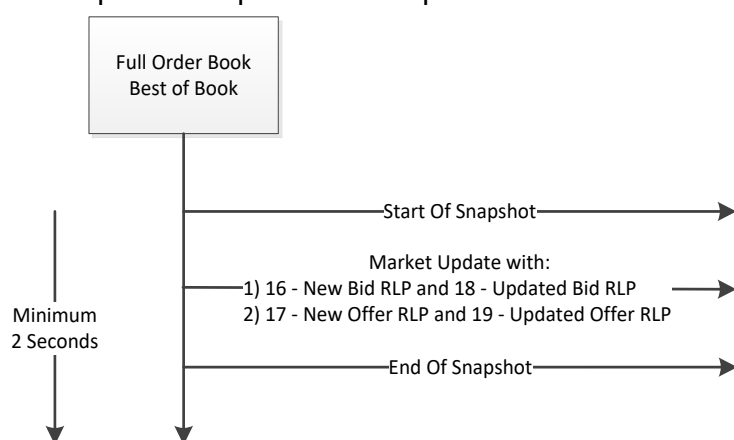 Full Order Book
Best of Book
Start Of Snapshot
Market Update with:
1) 16 - New Bid RLP and 18 - Updated Bid RLP
2) 17 - New Offer RLP and 19 - Updated Offer RLP
Minimum
2 Seconds
End Of Snapshot